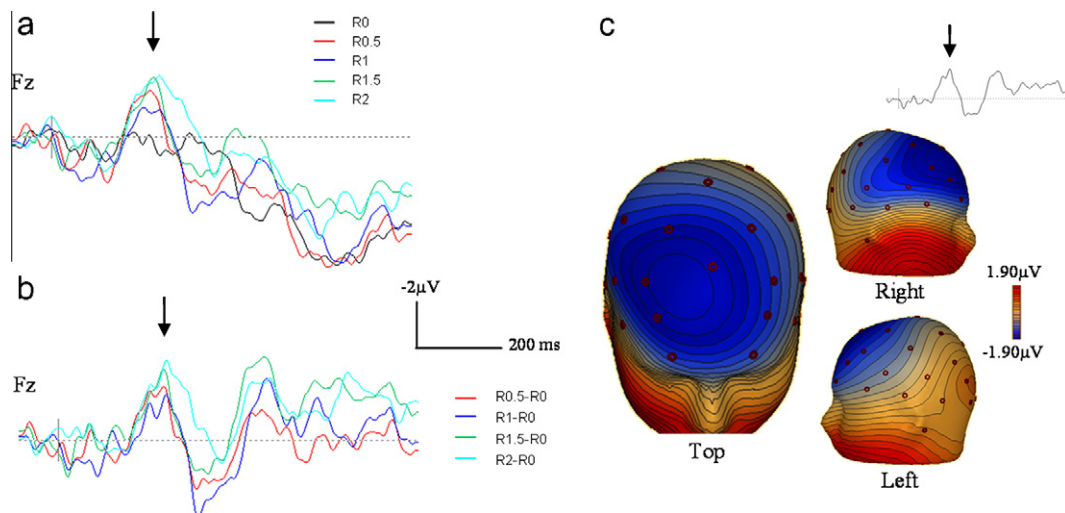 a
Fz
R0
R0.5
R1
R1.5
R2
b
Fz
-2µV
200 ms
R0.5-R0
R1-R0
R1.5-R0
R2-R0
c
Top
Right
Left
1.90µV
-1.90µV